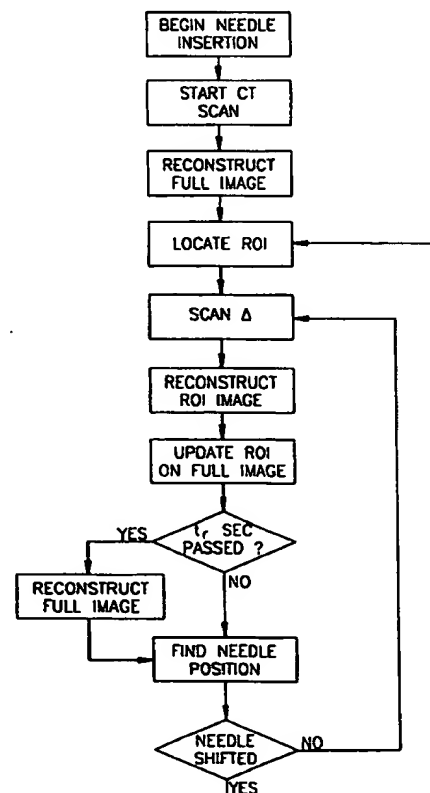 BEGIN NEEDLE
INSERTION
START CT
SCAN
RECONSTRUCT
FULL IMAGE
LOCATE ROI
SCAN Δ
RECONSTRUCT
ROI IMAGE
UPDATE ROI
ON FULL IMAGE
tr SEC
PASSED ?
YES
NO
RECONSTRUCT
FULL IMAGE
FIND NEEDLE
POSITION
NEEDLE
SHIFTED
NO
YES